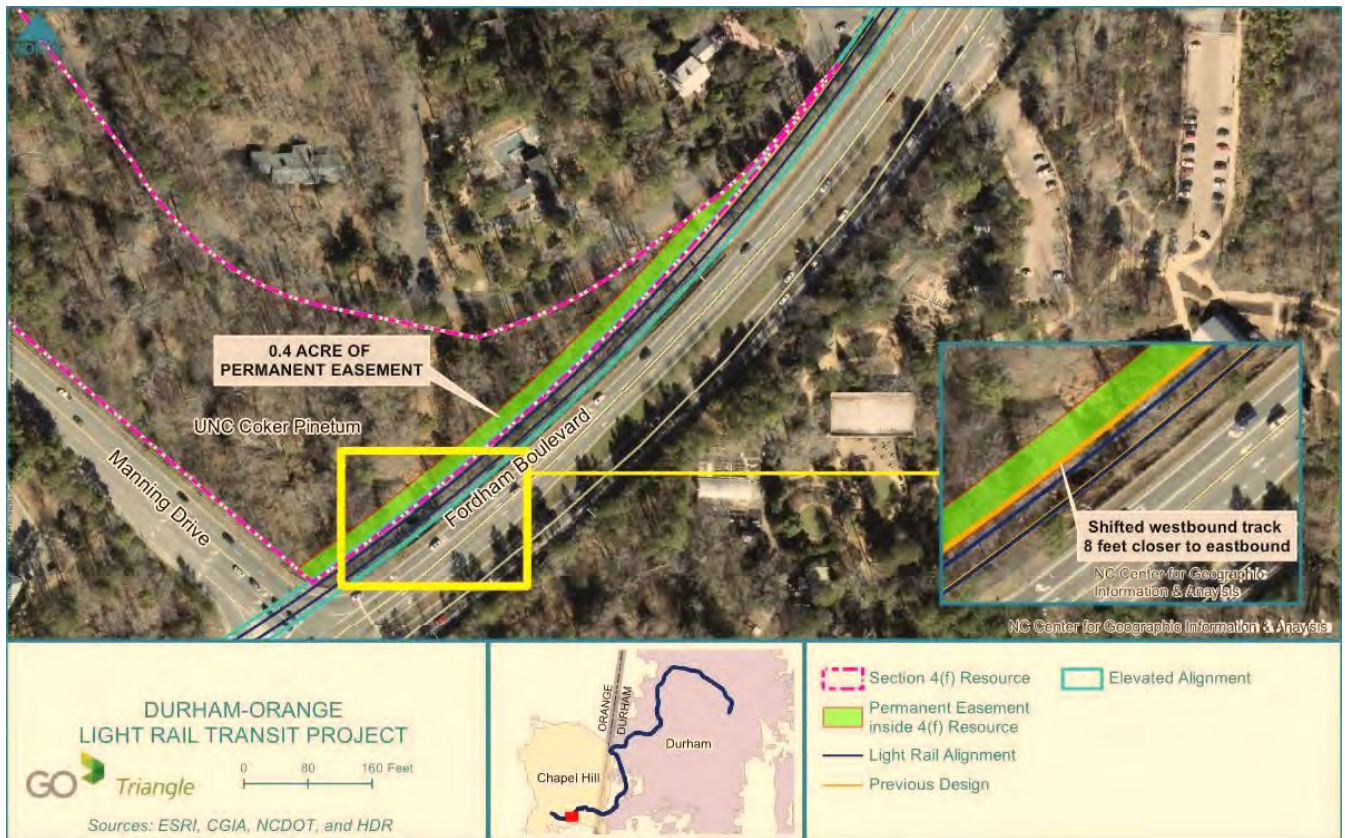 NORTH
0.4 ACRE OF
PERMANENT EASEMENT
UNC Coker Pinetum
Manning Drive
Fordham Boulevard
Shifted westbound track
8 feet closer to eastbound
NC Center for Geographic
Information & Anaylsis
NC Center for Geographic Information & Anaylsis
DURHAM-ORANGE
LIGHT RAIL TRANSIT PROJECT
GO Triangle
0 80 160 Feet
Sources: ESRI, CGIA, NCDOT, and HDR
ORANGE
DURHAM
Durham
Chapel Hill
Section 4(f) Resource
Permanent Easement
inside 4(f) Resource
Light Rail Alignment
Previous Design
Elevated Alignment